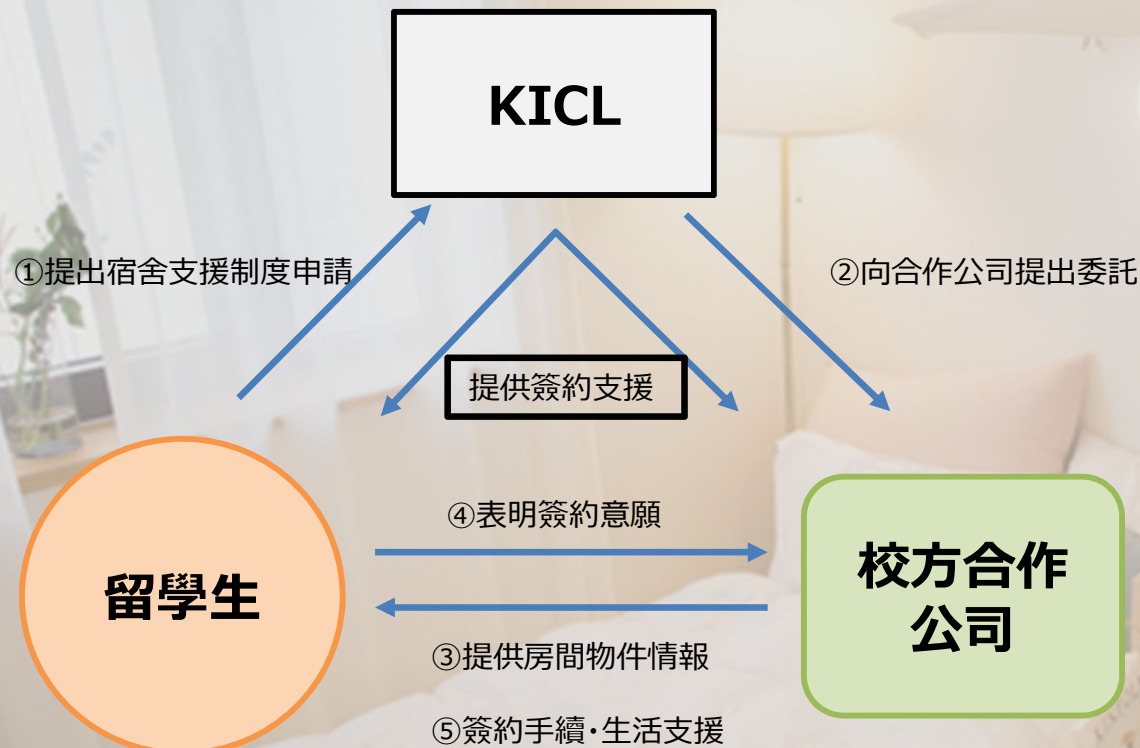 KICL
①提出宿舍支援制度申請
②向合作公司提出委託
提供簽約支援
④表明簽約意願
留學生
校方合作
公司
③提供房間物件情報
⑤簽約手續･生活支援